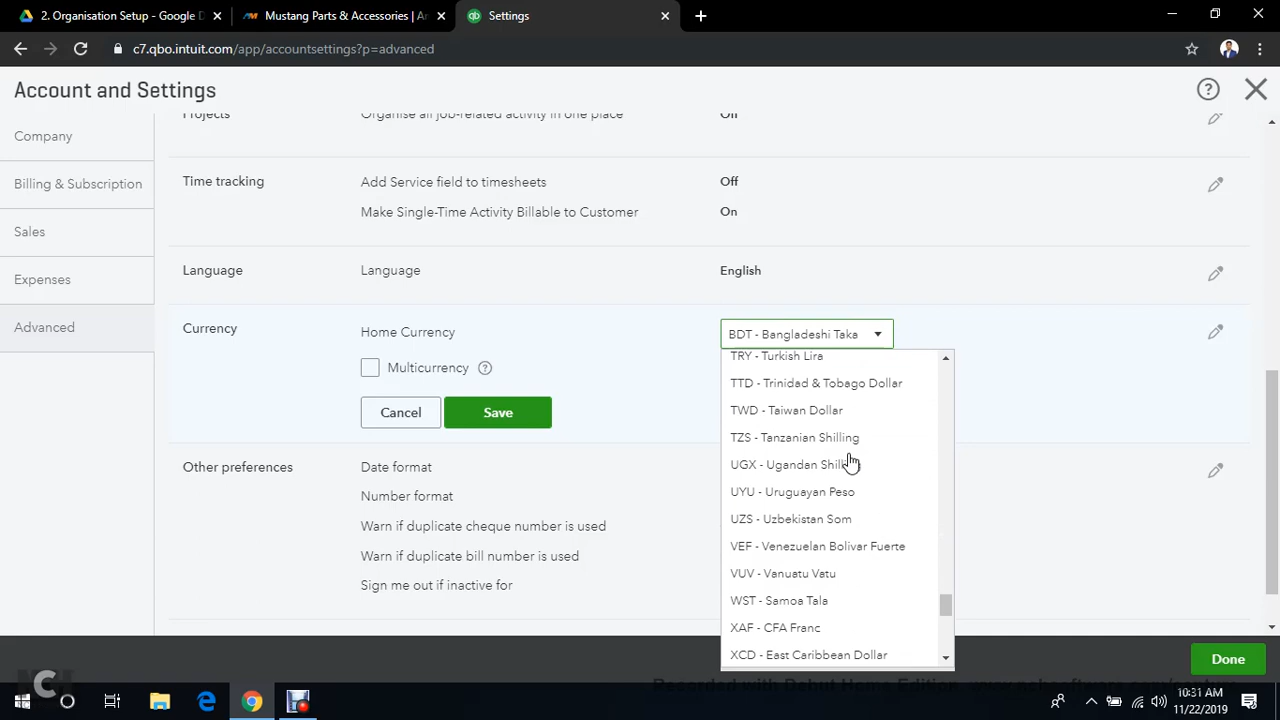 2. Organisation Setup - Google D
Mustang Parts & Accessories | Am
Settings
c7.qbo.intuit.com/app/accountsettings?p=advanced
Account and Settings
Company
Billing & Subscription
Sales
Expenses
Advanced
Projects Organise all job-related activity in one place Off
Time tracking Add Service field to timesheets Off
Make Single-Time Activity Billable to Customer On
Language Language English
Currency Home Currency BDT - Bangladeshi Taka
Multicurrency
Cancel Save
TRY - Turkish Lira
TTD - Trinidad & Tobago Dollar
TWD - Taiwan Dollar
TZS - Tanzanian Shilling
UGX - Ugandan
UYU - Uruguayan Peso
UZS - Uzbekistan Som
VEF - Venezuelan Bolivar Fuerte
VUV - Vanuatu Vatu
WST - Samoa Tala
XAF - CFA Franc
XCD - East Caribbean Dollar
Other preferences Date format
Number format
Warn if duplicate cheque number is used
Warn if duplicate bill number is used
Sign me out if inactive for
Done
10:31 AM
11/22/2019